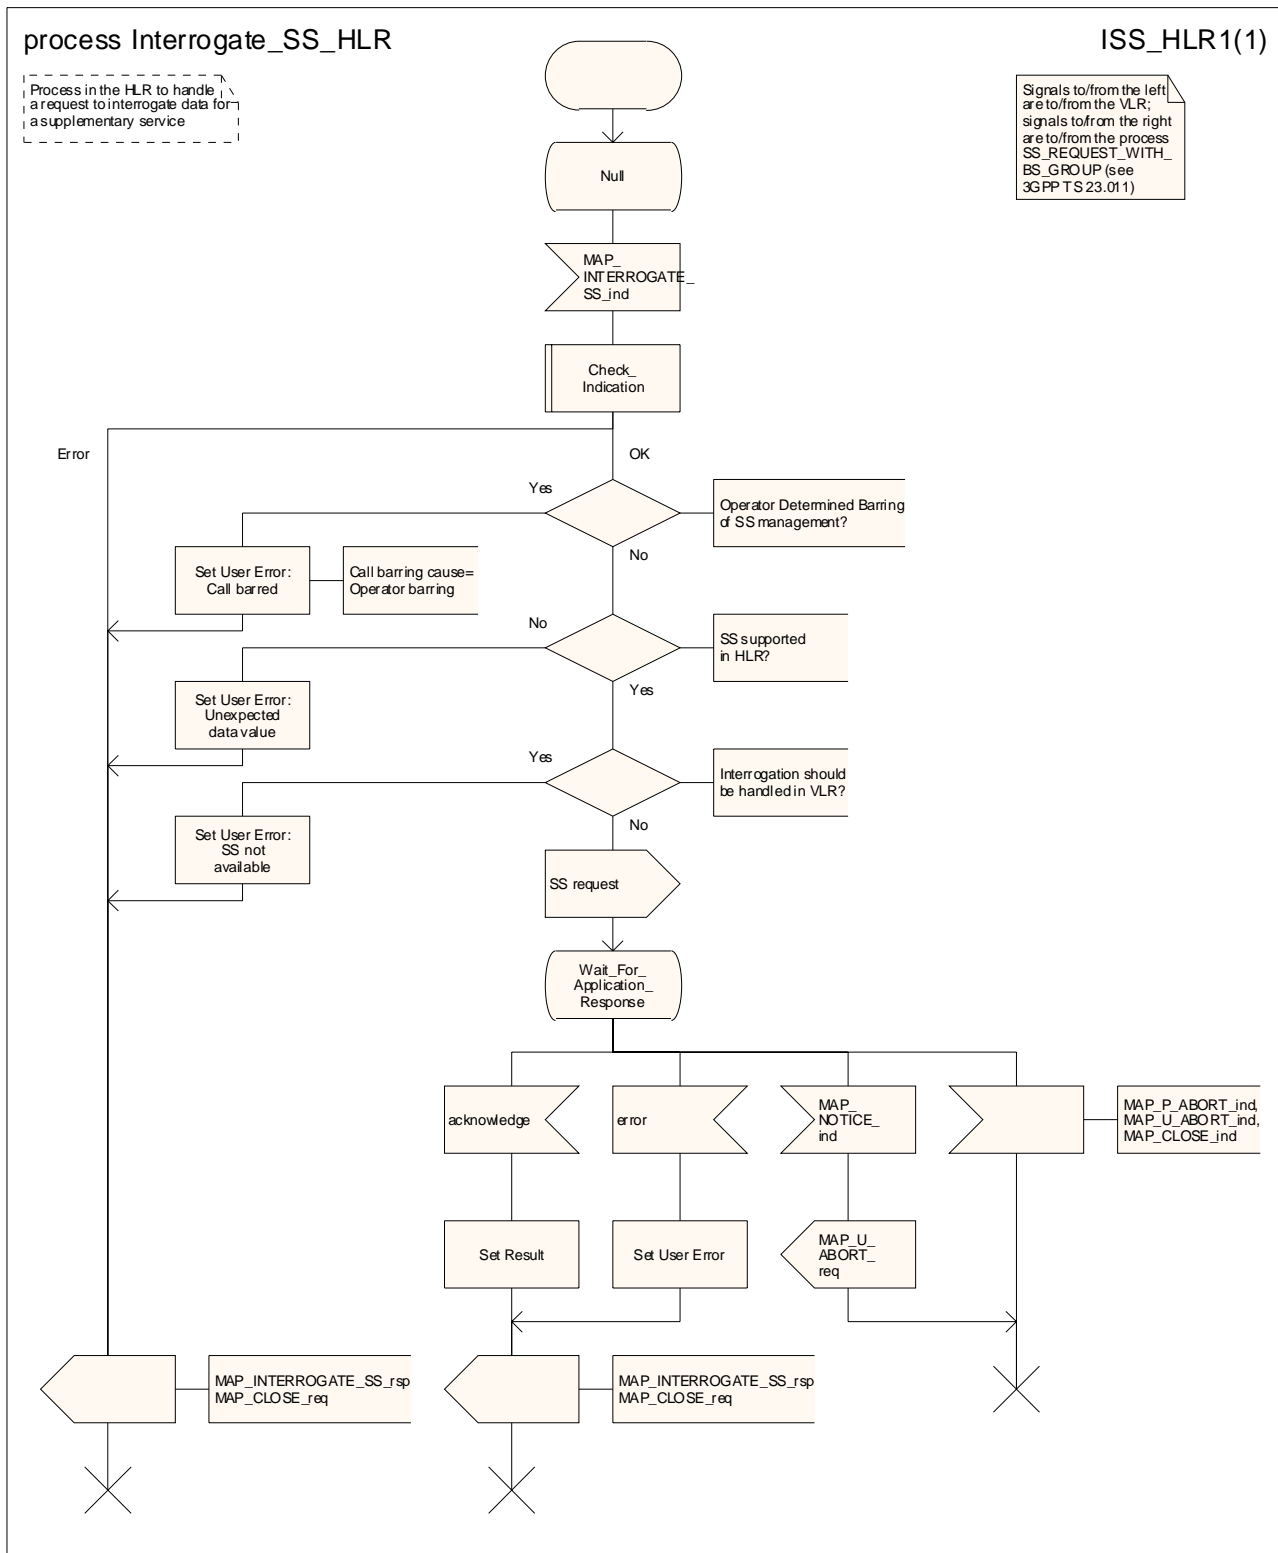 process Interrogate_SS_HLR
ISS_HLR1(1)
Process in the HLR to handle
a request to interrogate data for
a supplementary service
Signals to/from the left
are to/from the VLR;
signals to/from the right
are to/from the process
SS_REQUEST_WITH_
BS_GROUP (see
3GPP TS 23.011)
Null
MAP_
INTERROGATE_
SS_ind
Check_
Indication
Error
OK
Yes
Operator Determined Barring
of SS management?
No
Set User Error:
Call barred
Call barring cause=
Operator barring
No
SS supported
in HLR?
Yes
Set User Error:
Unexpected
data value
Yes
Interrogation should
be handled in VLR?
No
Set User Error:
SS not
available
SS request
Wait_For_
Application_
Response
acknowledge
error
MAP_
NOTICE_
ind
MAP_P_ABORT_ind,
MAP_U_ABORT_ind,
MAP_CLOSE_ind
Set Result
Set User Error
MAP_U_
ABORT_
req
MAP_INTERROGATE_SS_rsp
MAP_CLOSE_req
MAP_INTERROGATE_SS_rsp
MAP_CLOSE_req